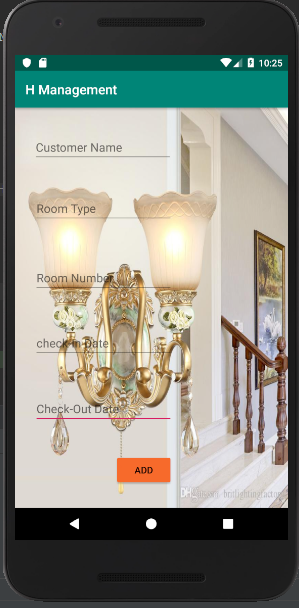 10:25
H Management
Customer Name
Room Type
Room Number
check in Date
Check-Out Date
ADD